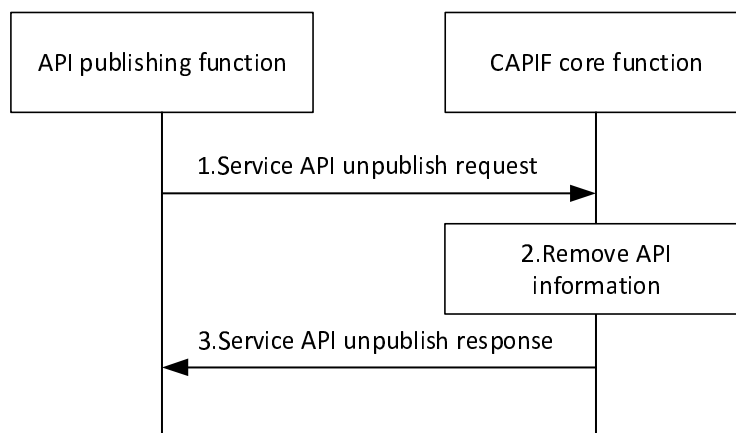 API publishing function
CAPIF core function
1.Service API unpublish request
2.Remove API
information
3.Service API unpublish response